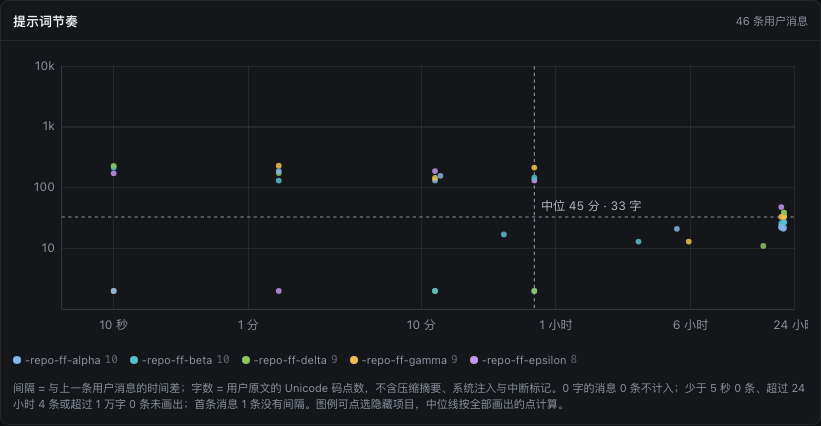 提示词节奏 46 条用户消息
10k
1k
100
中位 45 分 · 33 字
10
10 秒 1 分 10 分 1 小时 6 小时 24 小
-repo-ff-alpha 10 -repo-ff-beta 10 -repo-ff-delta 9 -repo-ff-gamma 9 -repo-ff-epsilon 8
间隔 = 与上一条用户消息的时间差；字数 = 用户原文的 Unicode 码点数，不含压缩摘要、系统注入与中断标记。0 字的消息 0 条不计入；少于 5 秒 0 条、超过 24
小时 4 条或超过 1 万字 0 条未画出；首条消息 1 条没有间隔。图例可点选隐藏项目，中位线按全部画出的点计算。